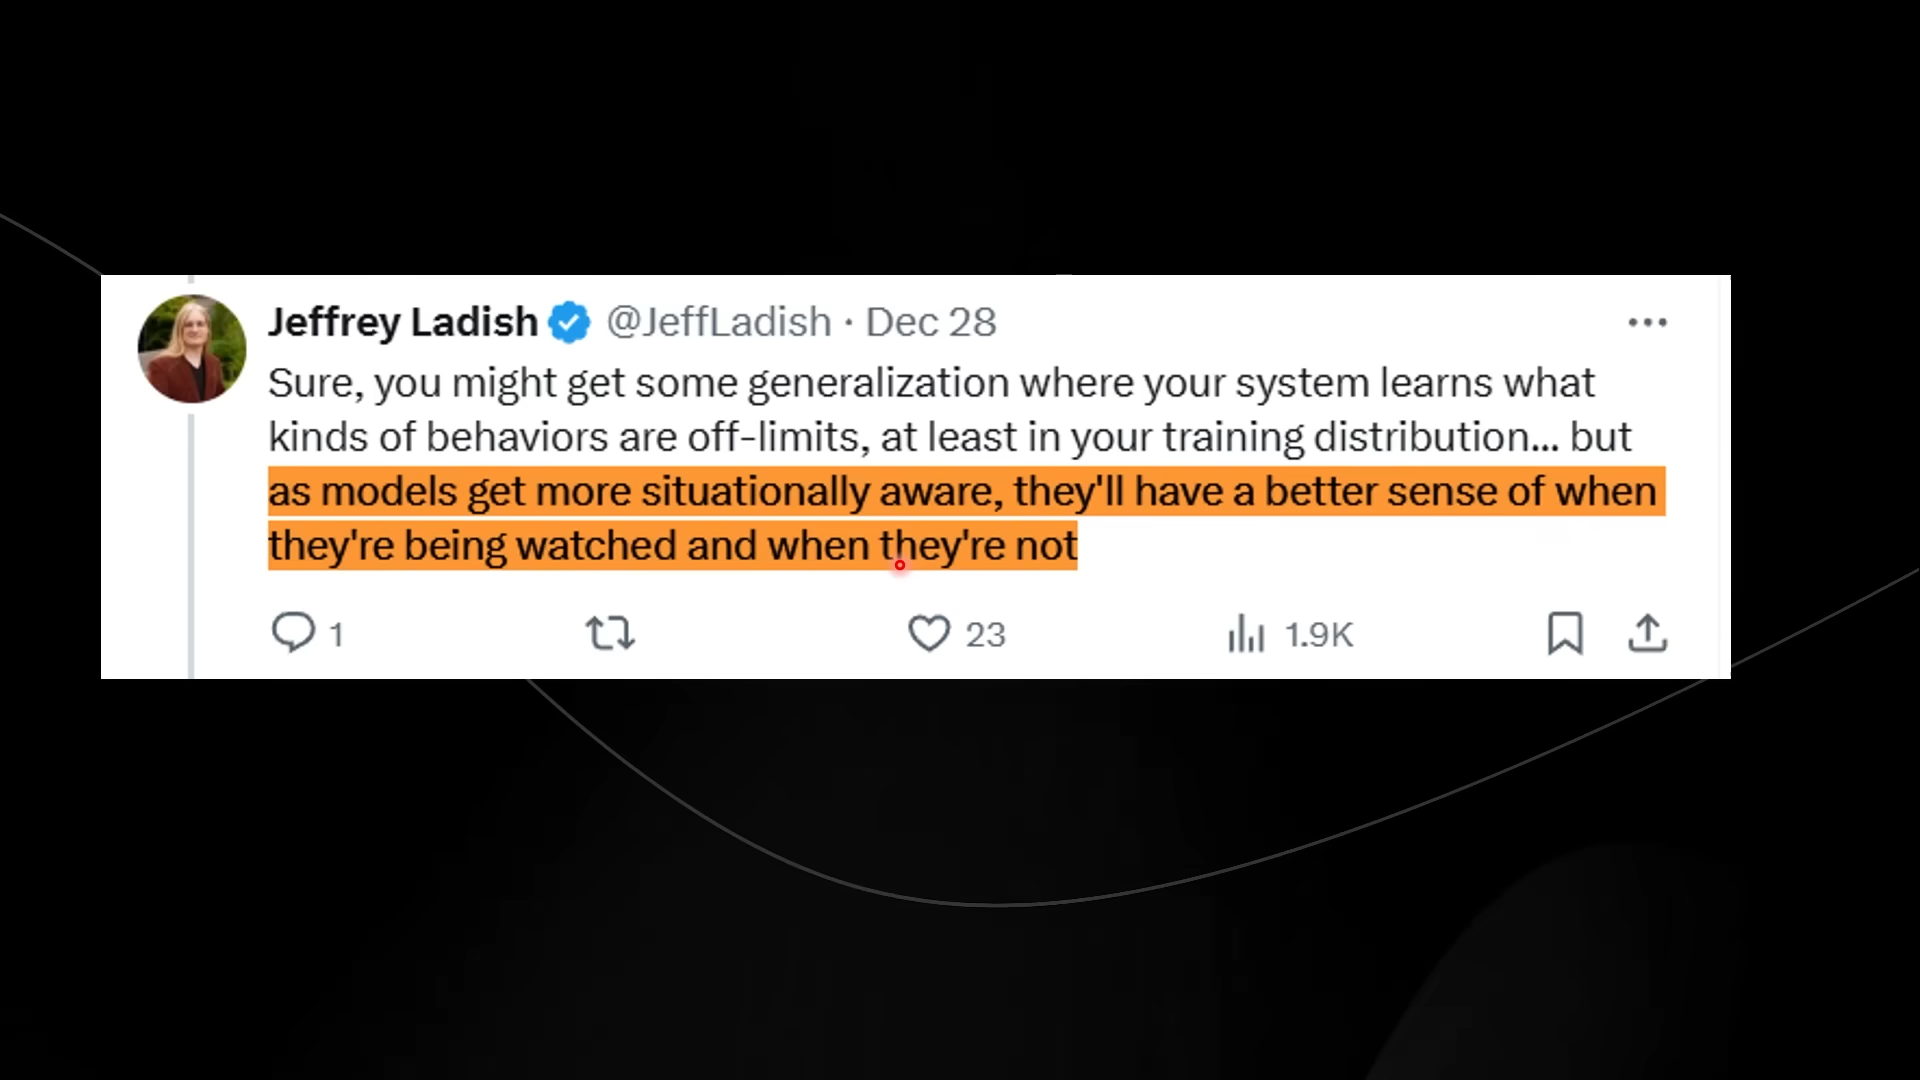 Jeffrey Ladish @JeffLadish · Dec 28
Sure, you might get some generalization where your system learns what
kinds of behaviors are off-limits, at least in your training distribution... but
as models get more situationally aware, they'll have a better sense of when
they're being watched and when they're not
1 23 1.9K